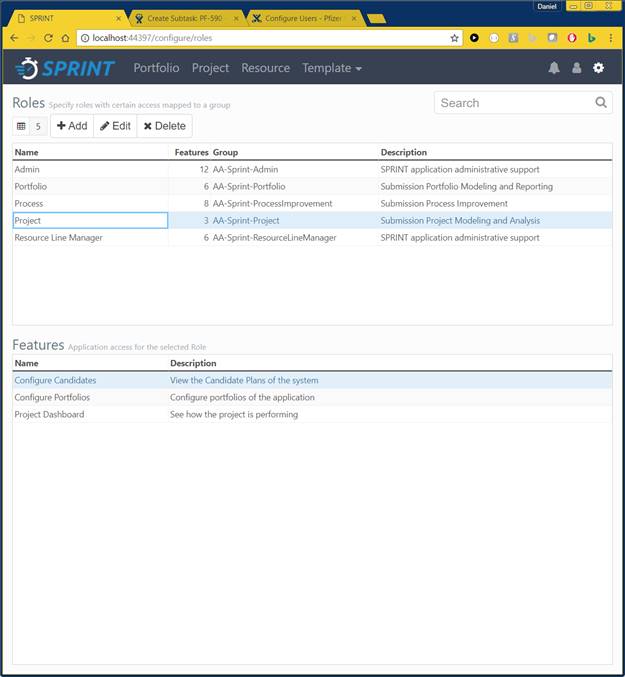 Daniel
SPRINT
Create Subtask: PF-590
Configure Users - Pfizer
localhost:44397/configure/roles
SPRINT Portfolio Project Resource Template
Roles Specify roles with certain access mapped to a group
Search
5 Add Edit Delete
Name Features Group Description
Admin 12 AA-Sprint-Admin SPRINT application administrative support
Portfolio 6 AA-Sprint-Portfolio Submission Portfolio Modeling and Reporting
Process 8 AA-Sprint-ProcessImprovement Submission Process Improvement
Project 3 AA-Sprint-Project Submission Project Modeling and Analysis
Resource Line Manager 6 AA-Sprint-ResourceLineManager SPRINT application administrative support
Features Application access for the selected Role
Name Description
Configure Candidates View the Candidate Plans of the system
Configure Portfolios Configure portfolios of the application
Project Dashboard See how the project is performing